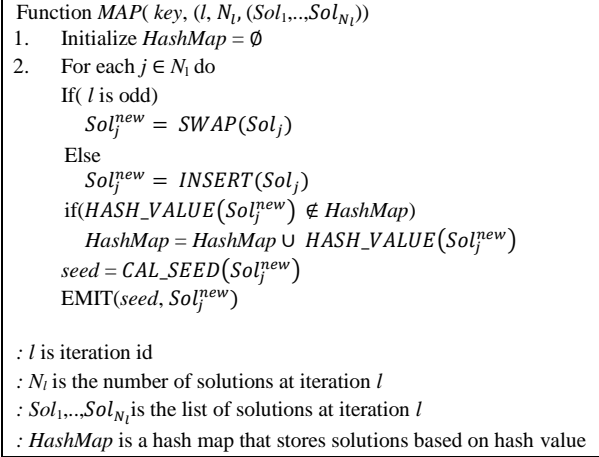 Function MAP( key, (l, N_l, (Sol_1,..,Sol_{N_l}))
1. Initialize HashMap = ∅
2. For each j ∈ N_l do
If( l is odd)
Sol_j^{new} = SWAP(Sol_j)
Else
Sol_j^{new} = INSERT(Sol_j)
if(HASH_VALUE(Sol_j^{new}) ∉ HashMap)
HashMap = HashMap ∪ HASH_VALUE(Sol_j^{new})
seed = CAL_SEED(Sol_j^{new})
EMIT(seed, Sol_j^{new})
: l is iteration id
: N_l is the number of solutions at iteration l
: Sol_1,..,Sol_{N_l}is the list of solutions at iteration l
: HashMap is a hash map that stores solutions based on hash value